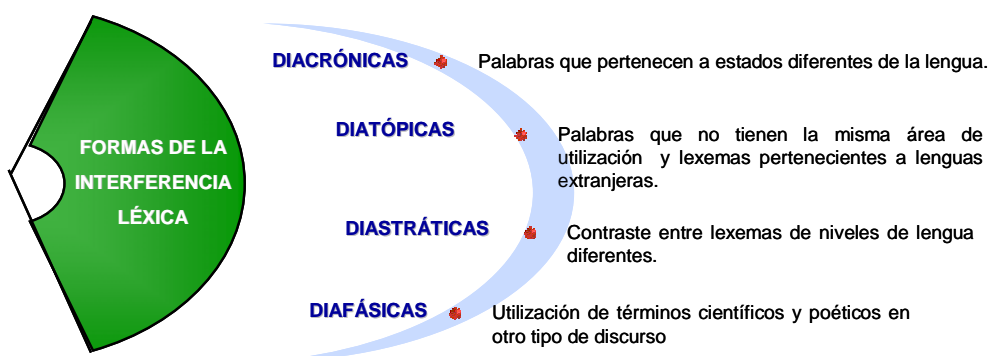 FORMAS DE LA
INTERFERENCIA
LÉXICA
DIACRÓNICAS
Palabras que pertenecen a estados diferentes de la lengua.
DIATÓPICAS
Palabras que no tienen la misma área de
utilización y lexemas pertenecientes a lenguas
extranjeras.
DIASTRÁTICAS
Contraste entre lexemas de niveles de lengua
diferentes.
DIAFÁSICAS
Utilización de términos científicos y poéticos en
otro tipo de discurso